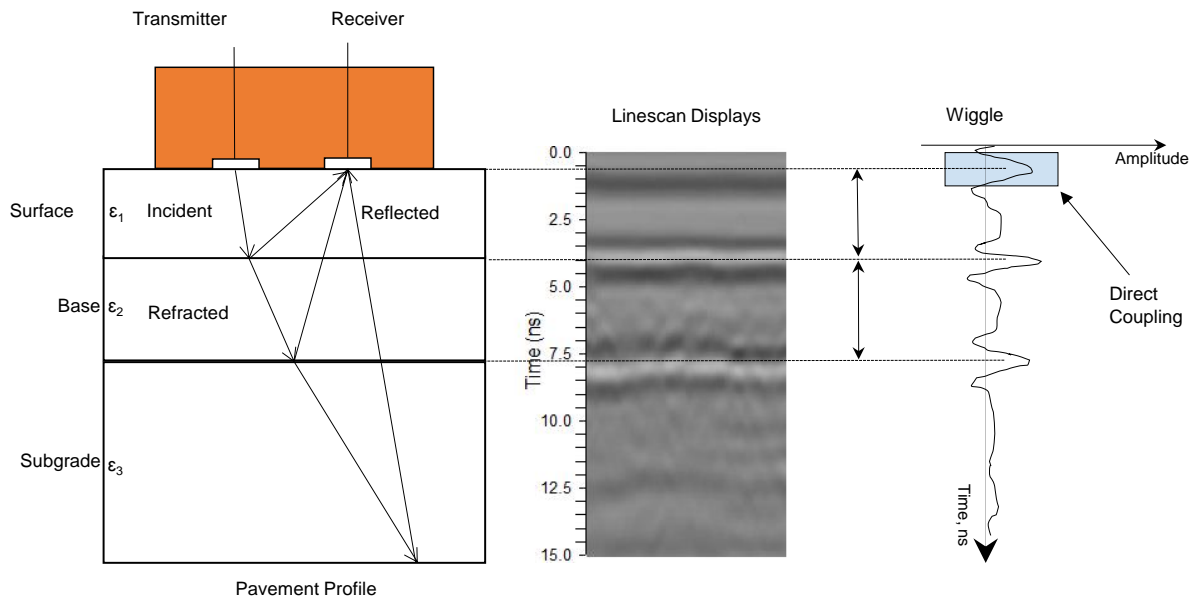 Transmitter
Receiver
Linescan Displays
Wiggle
Amplitude
Surface
ε1
Incident
Reflected
Base
ε2
Refracted
Subgrade
ε3
Pavement Profile
Time (ns)
0.0
2.5
5.0
7.5
10.0
12.5
15.0
Direct
Coupling
Time, ns